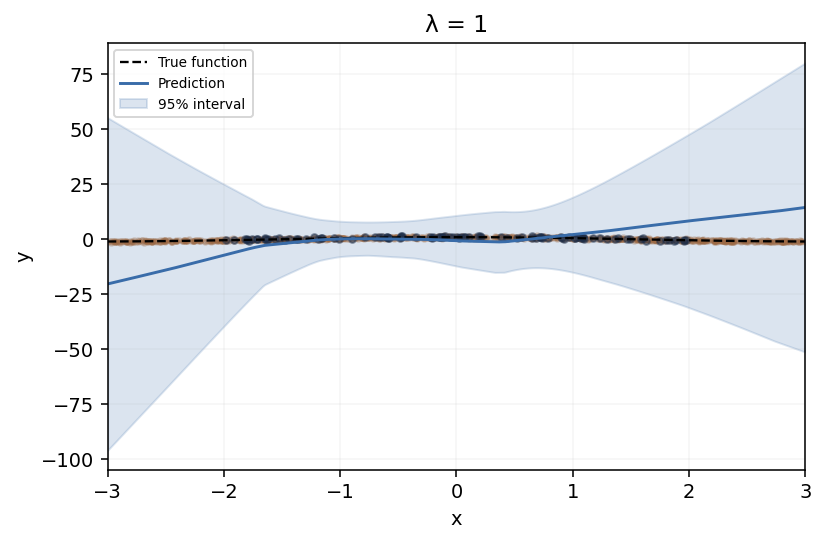 λ = 1
True function
Prediction
95% interval
75
50
25
0
−25
−50
−75
−100
y
−3
−2
−1
0
1
2
3
x